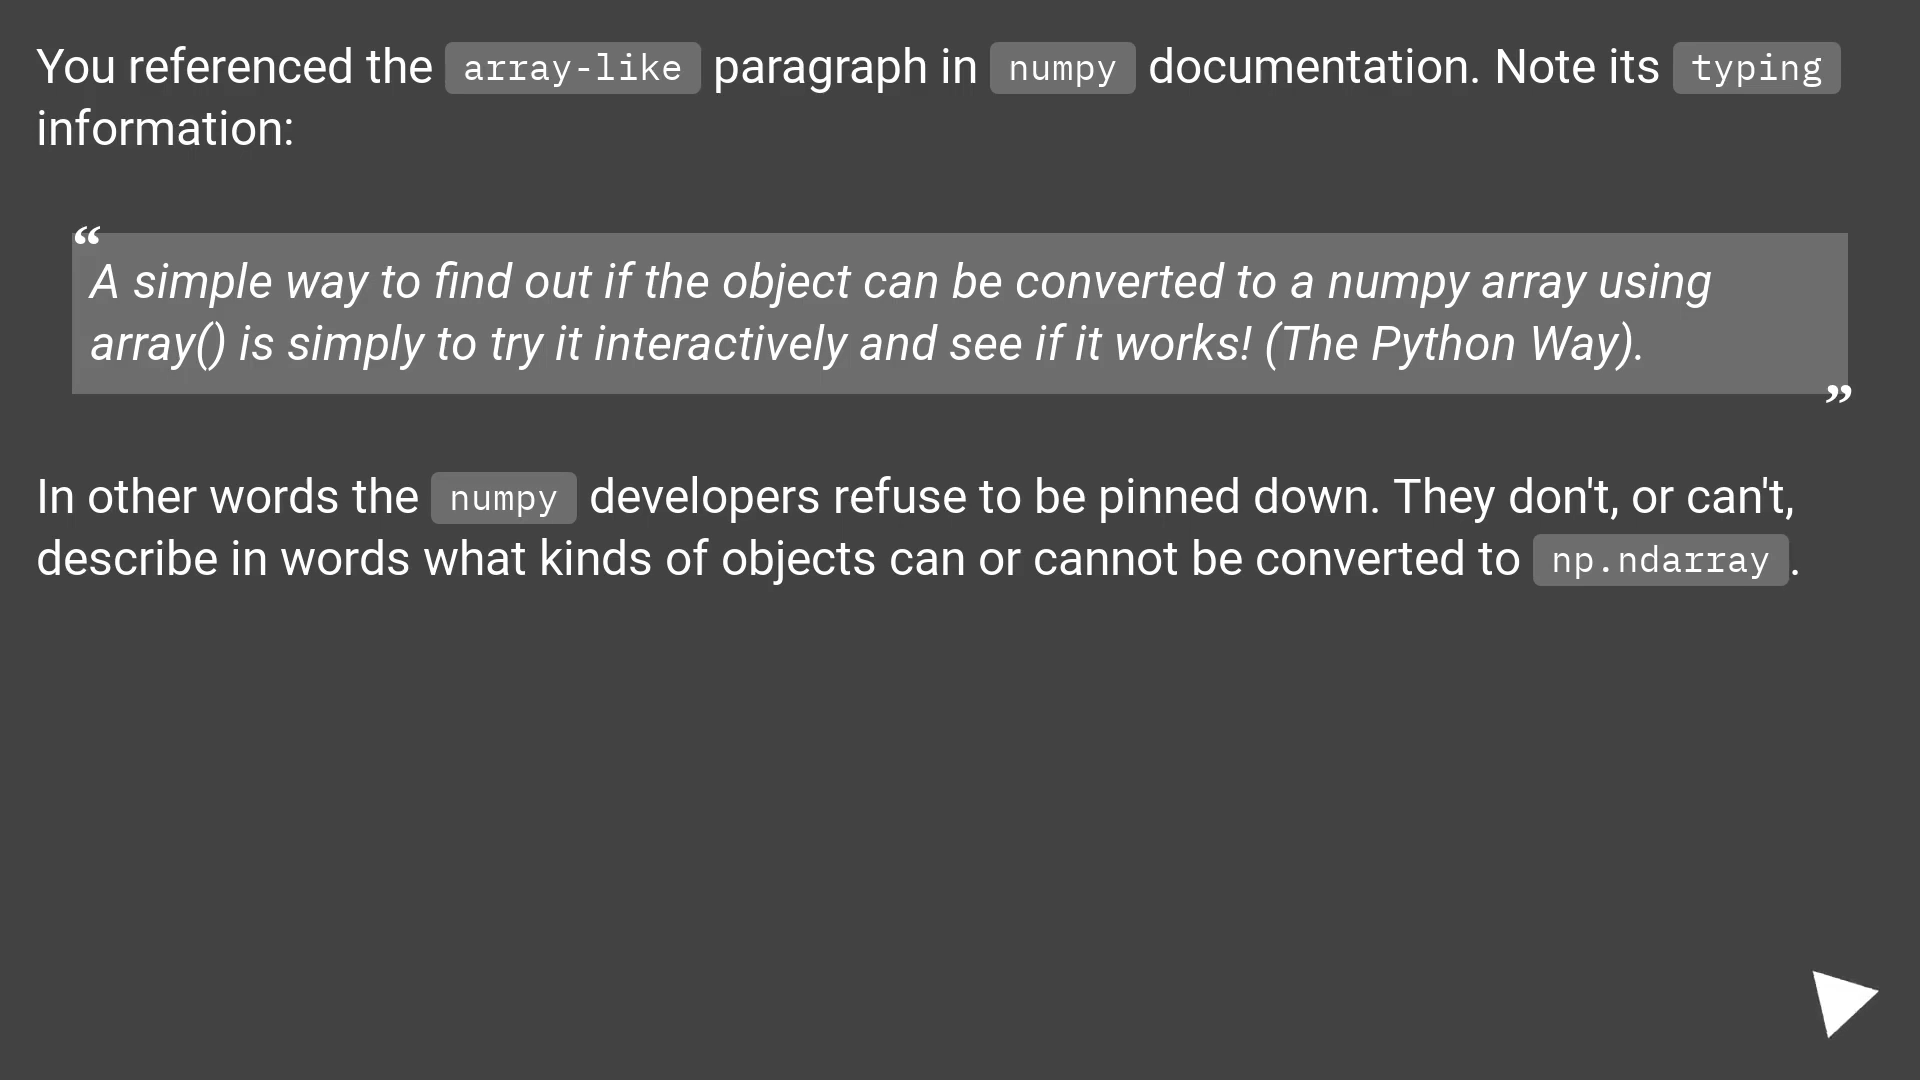 You referenced the array-like paragraph in numpy documentation. Note its typing
information:
“
A simple way to find out if the object can be converted to a numpy array using
array() is simply to try it interactively and see if it works! (The Python Way).
”
In other words the numpy developers refuse to be pinned down. They don't, or can't,
describe in words what kinds of objects can or cannot be converted to np.ndarray.